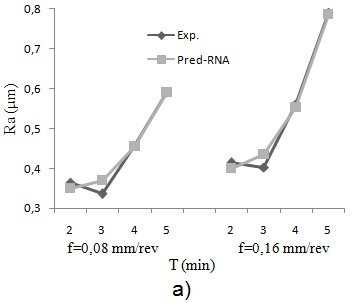 0,8
0,7
0,6
0,5
0,4
0,3
Ra (µm)
Exp.
Pred-RNA
2 3 4 5 2 3 4 5
f=0,08 mm/rev f=0,16 mm/rev
T (min)
a)